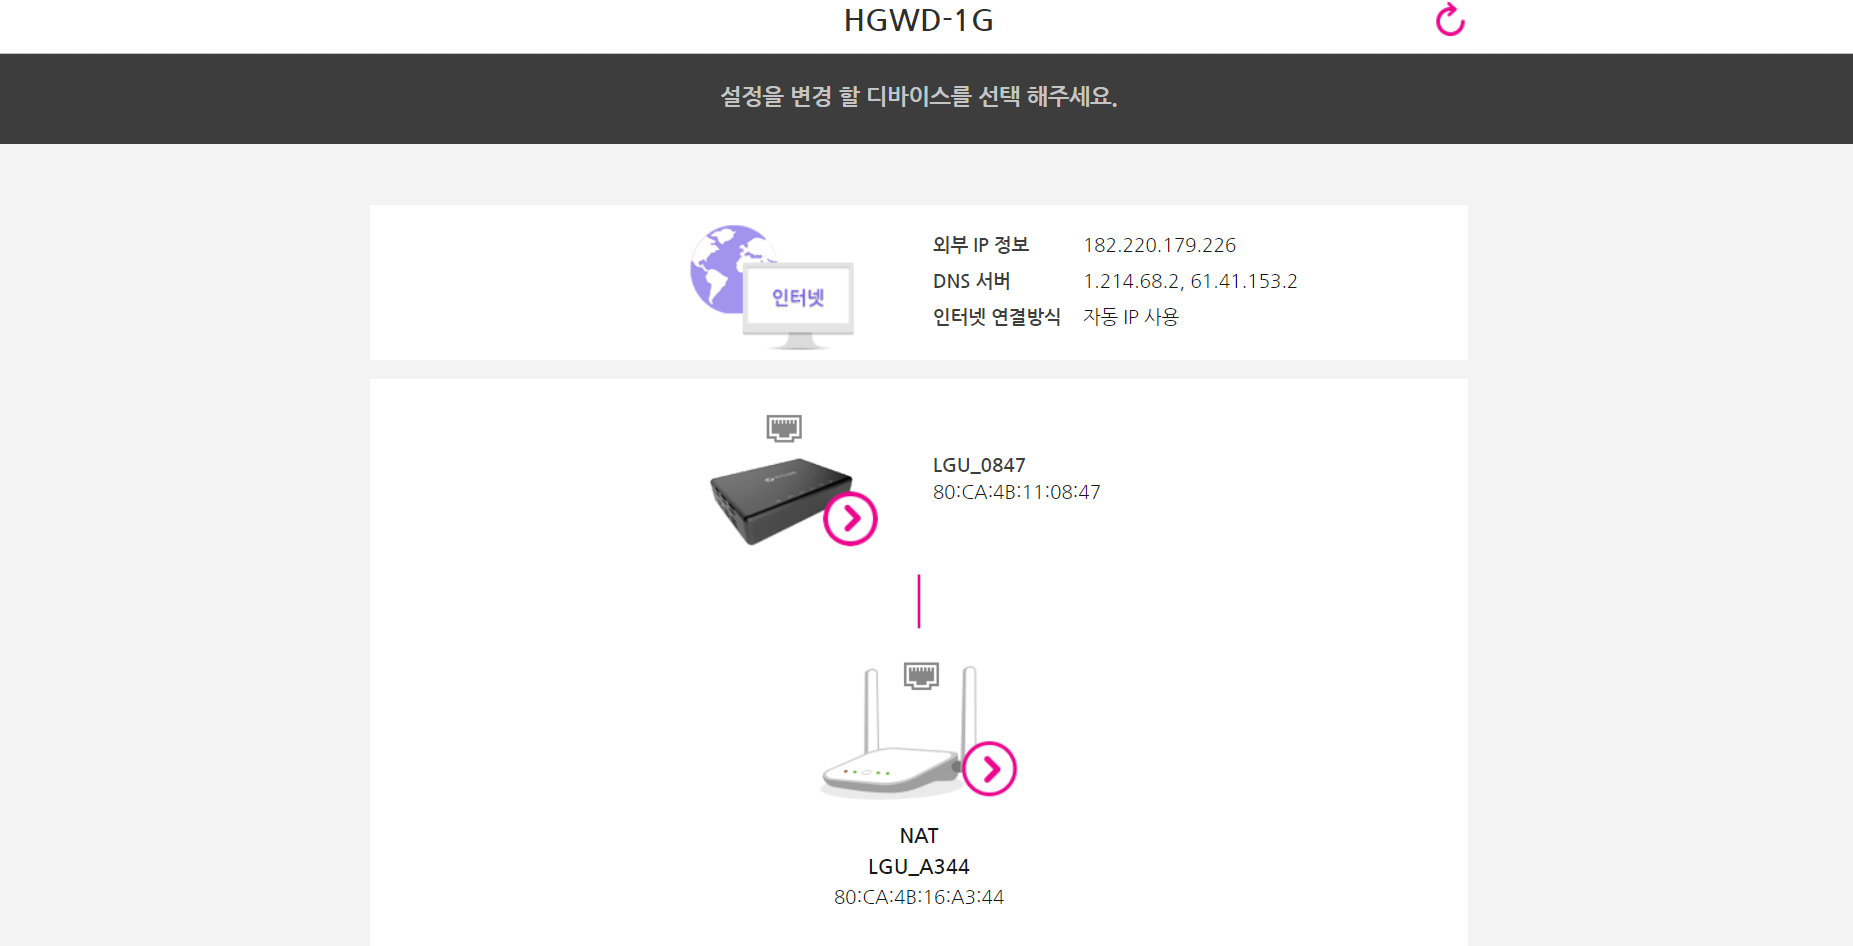 HGWD-1G
설정을 변경 할 디바이스를 선택 해주세요.
인터넷
외부 IP 정보 182.220.179.226
DNS 서버 1.214.68.2, 61.41.153.2
인터넷 연결방식 자동 IP 사용
LGU_0847
80:CA:4B:11:08:47
NAT
LGU_A344
80:CA:4B:16:A3:44